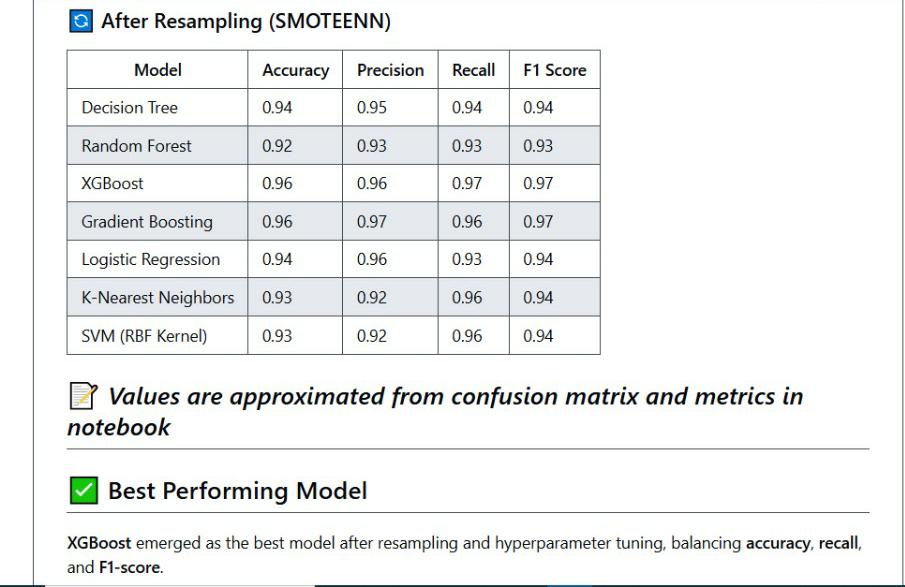 🔄 After Resampling (SMOTEENN)
Model Accuracy Precision Recall F1 Score
Decision Tree 0.94 0.95 0.94 0.94
Random Forest 0.92 0.93 0.93 0.93
XGBoost 0.96 0.96 0.97 0.97
Gradient Boosting 0.96 0.97 0.96 0.97
Logistic Regression 0.94 0.96 0.93 0.94
K-Nearest Neighbors 0.93 0.92 0.96 0.94
SVM (RBF Kernel) 0.93 0.92 0.96 0.94
📝 Values are approximated from confusion matrix and metrics in
notebook
✅ Best Performing Model
XGBoost emerged as the best model after resampling and hyperparameter tuning, balancing accuracy, recall,
and F1-score.